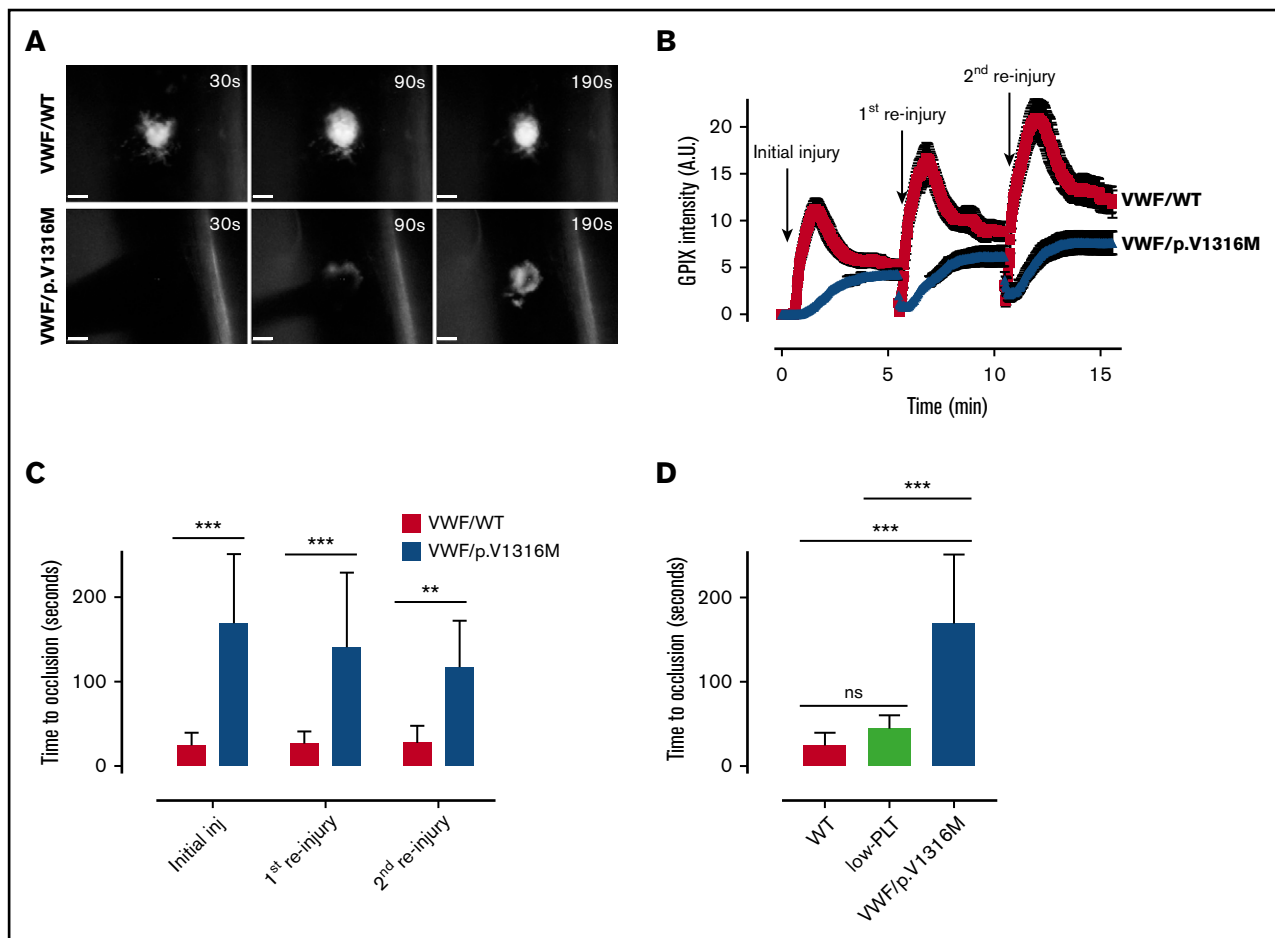 A
VWF/WT
30s
90s
190s
VWF/p.V1316M
30s
90s
190s
B
GPIX intensity (A.U.)
20
15
10
5
0
Initial injury
1st re-injury
2nd re-injury
VWF/WT
VWF/p.V1316M
0
5
10
15
Time (min)
C
Time to occlusion (seconds)
200
100
0
***
***
**
VWF/WT
VWF/p.V1316M
Initial inj
1st re-injury
2nd re-injury
D
Time to occlusion (seconds)
200
100
0
***
***
ns
WT
low-PLT
VWF/p.V1316M